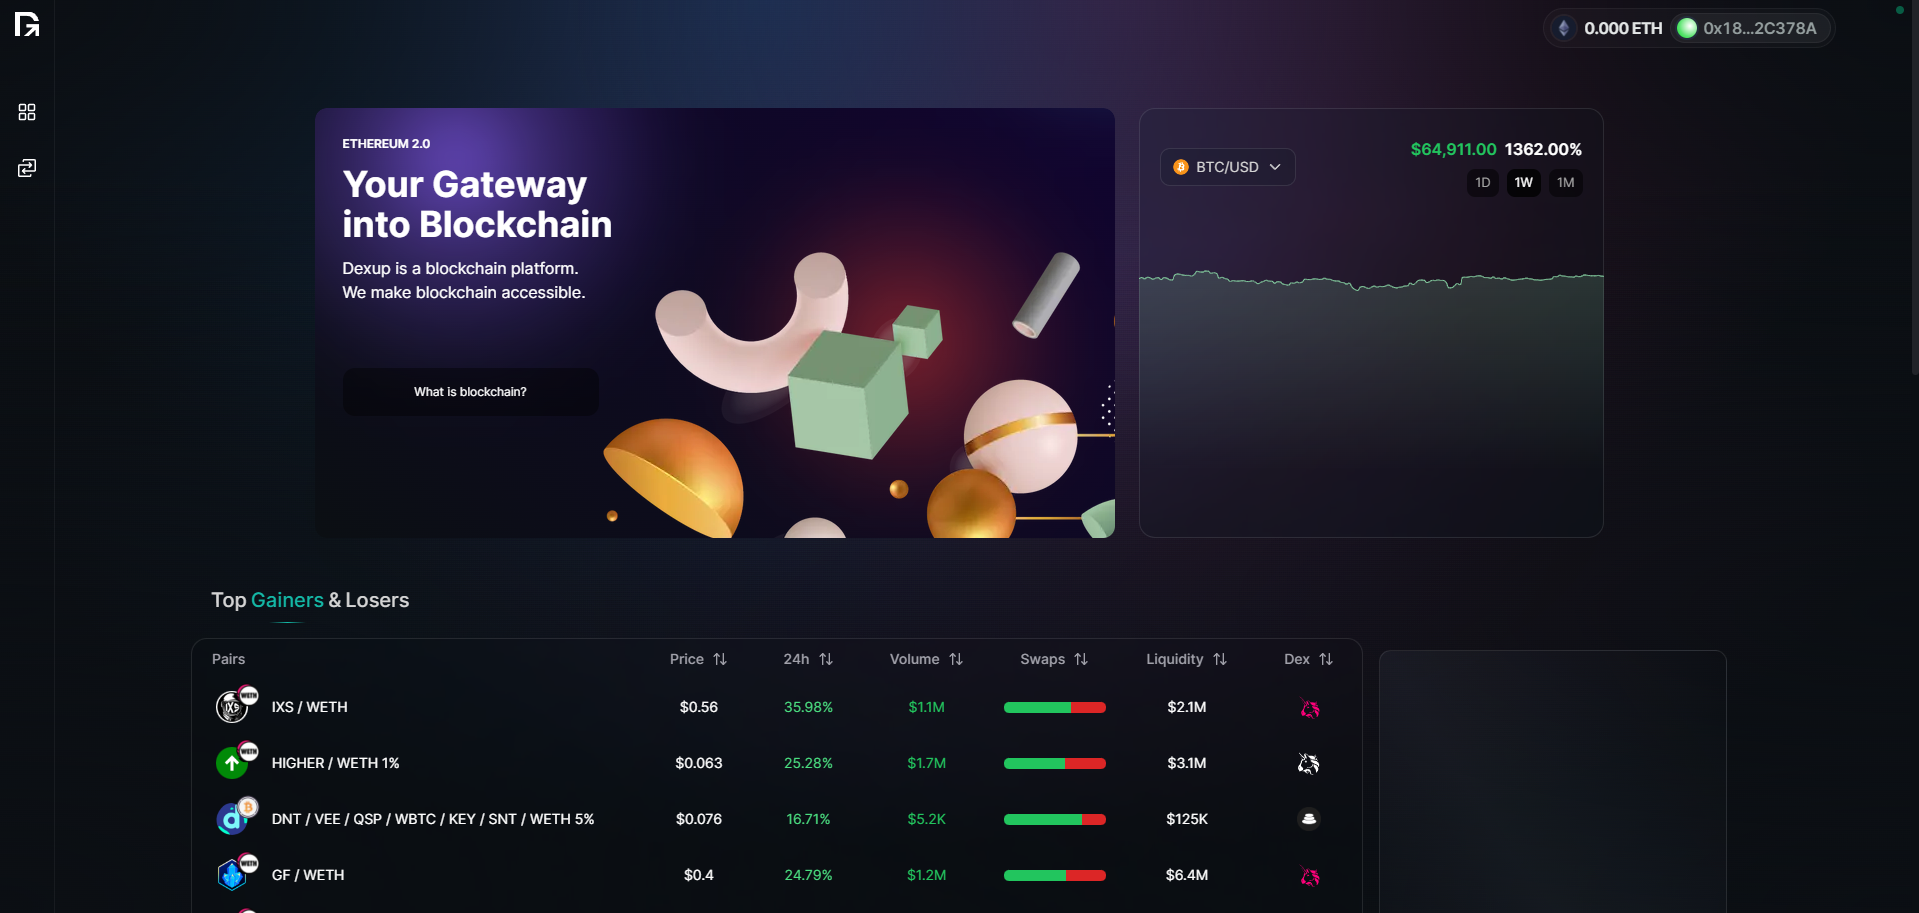 0.000 ETH 0x18...2C378A
ETHEREUM 2.0
Your Gateway
into Blockchain
Dexup is a blockchain platform.
We make blockchain accessible.
What is blockchain?
BTC/USD
$64,911.00 1362.00%
1D 1W 1M
Top Gainers & Losers
Pairs Price 24h Volume Swaps Liquidity Dex
IXS WETH IXS / WETH $0.56 35.98% $1.1M $2.1M
WETH HIGHER / WETH 1% $0.063 25.28% $1.7M $3.1M
DNT / VEE / QSP / WBTC / KEY / SNT / WETH 5% $0.076 16.71% $5.2K $125K
WETH GF / WETH $0.4 24.79% $1.2M $6.4M